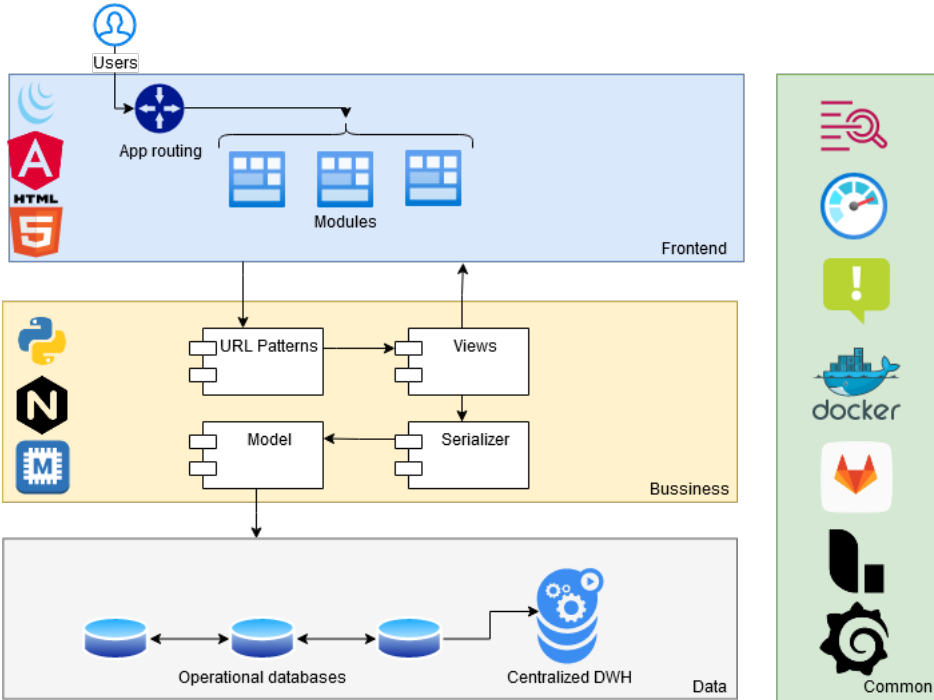 Users
App routing
HTML
Modules
Frontend
URL Patterns
Views
Model
Serializer
Bussiness
Operational databases
Centralized DWH
Data
docker
Common
A
5
N
M
!